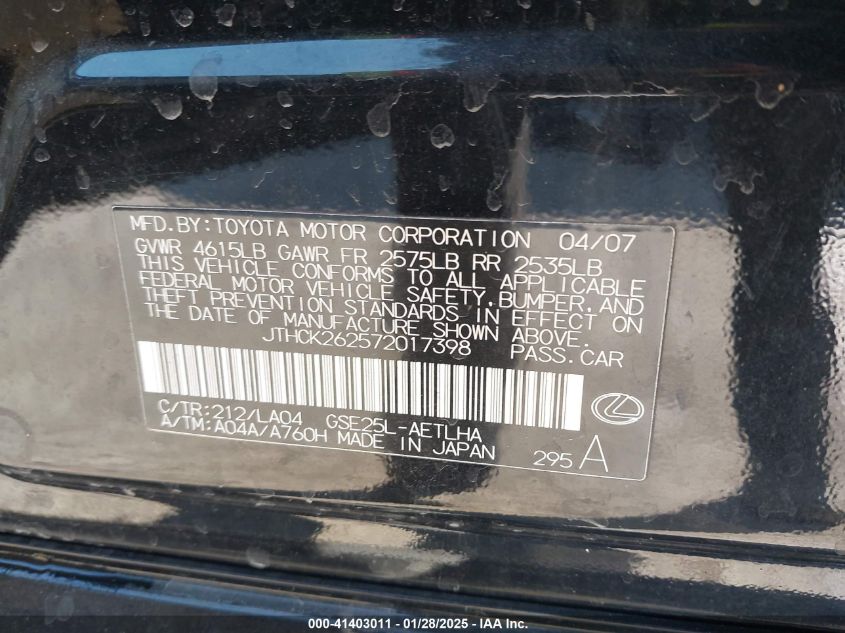 MFD.BY:TOYOTA MOTOR CORPORATION 04/07
GVWR 4615LB GAWR FR 2575LB RR 2535LB
THIS VEHICLE CONFORMS TO ALL APPLICABLE
FEDERAL MOTOR VEHICLE SAFETY, BUMPER, AND
THEFT PREVENTION STANDARDS IN EFFECT ON
THE DATE OF MANUFACTURE SHOWN ABOVE.
JTHCK262572017398 PASS.CAR
C/TR:212/LA04 GSE25L-AETLHA
A/TM:A04A/A760H MADE IN JAPAN 295 A
000-41403011 - 01/28/2025 - IAA Inc.